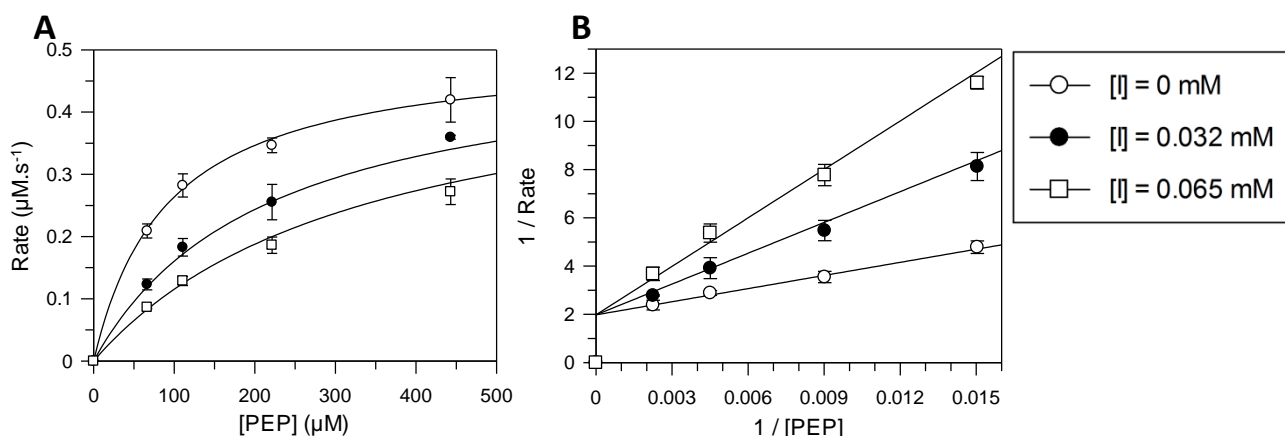 A
B
0.5
0.4
0.3
0.2
0.1
0
Rate (µM.s⁻¹)
0 100 200 300 400 500
[PEP] (µM)
12
10
8
6
4
2
0
1 / Rate
0 0.003 0.006 0.009 0.012 0.015
1 / [PEP]
[I] = 0 mM
[I] = 0.032 mM
[I] = 0.065 mM